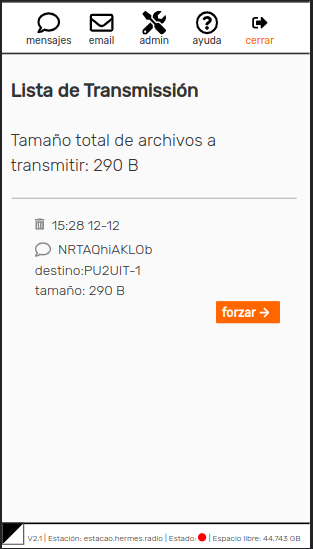 mensajes email admin ayuda cerrar
Lista de Transmissión
Tamaño total de archivos a
transmitir: 290 B
15:28 12-12
NRTAQhiAKLOb
destino:PU2UIT-1
tamaño: 290 B
forzar
V2.1 | Estación: estacao.hermes.radio | Estado: | Espacio libre: 44.743 GB